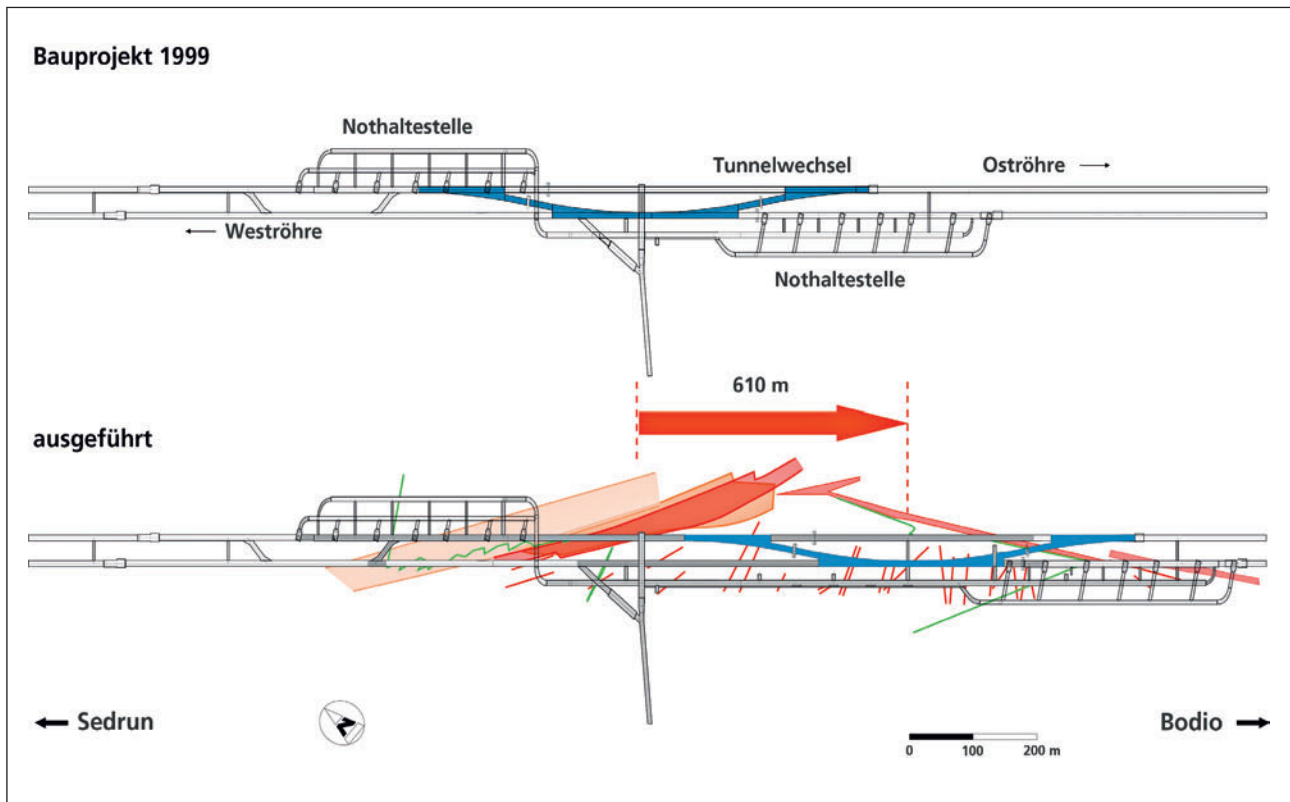 Bauprojekt 1999
Nothaltestelle
Tunnelwechsel
Oströhre
Weströhre
Nothaltestelle
610 m
ausgeführt
Sedrun
N
Bodio
0 100 200 m